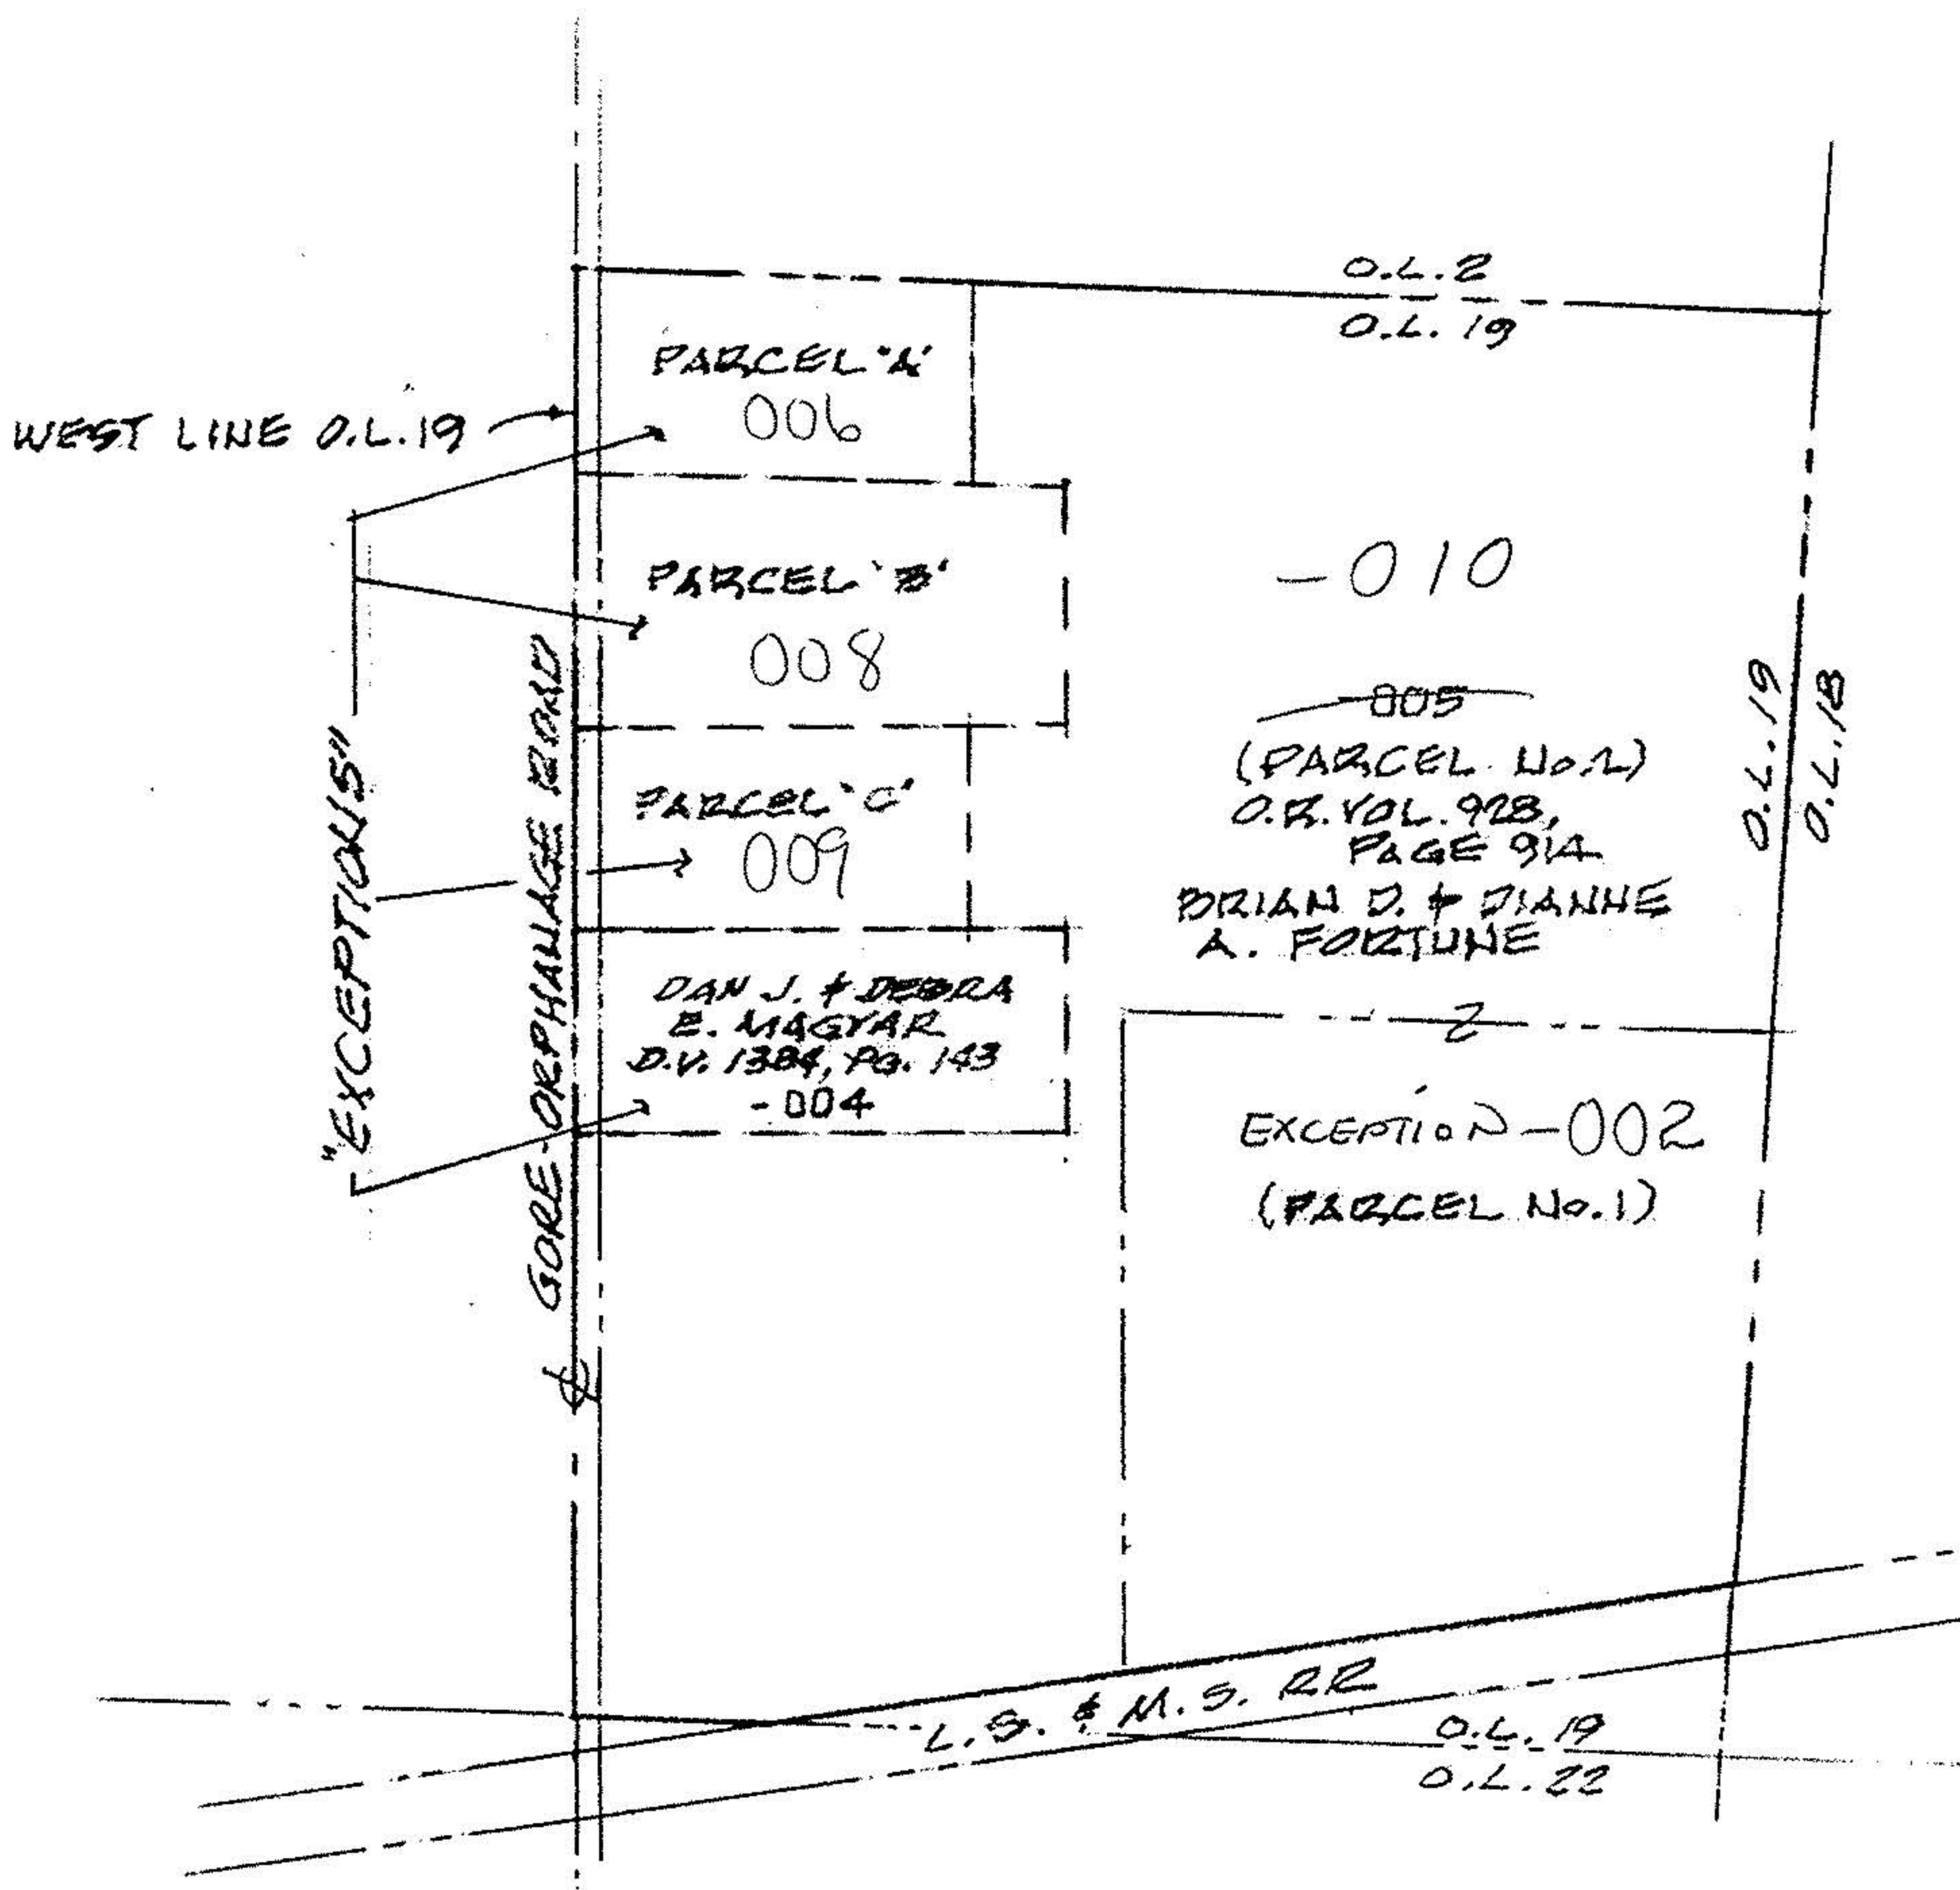 O.L. 2
O.L. 19
PARCEL 'A'
006
WEST LINE O.L. 19
PARCEL 'B'
008
-010
005
(PARCEL No. 2)
O.R. VOL. 928,
PAGE 914
BRIAN D. & DIANNE
A. FORTUNE
O.L. 19
O.L. 18
"EXCEPTIONS"
GORE-ORPHANAGE ROAD
PARCEL 'C'
009
DAN J. & DEBRA
E. MAGYAR
D.V. 1384, PG. 143
-004
EXCEPTION -002
(PARCEL No. 1)
L.S. & M.S. RR
O.L. 19
O.L. 22